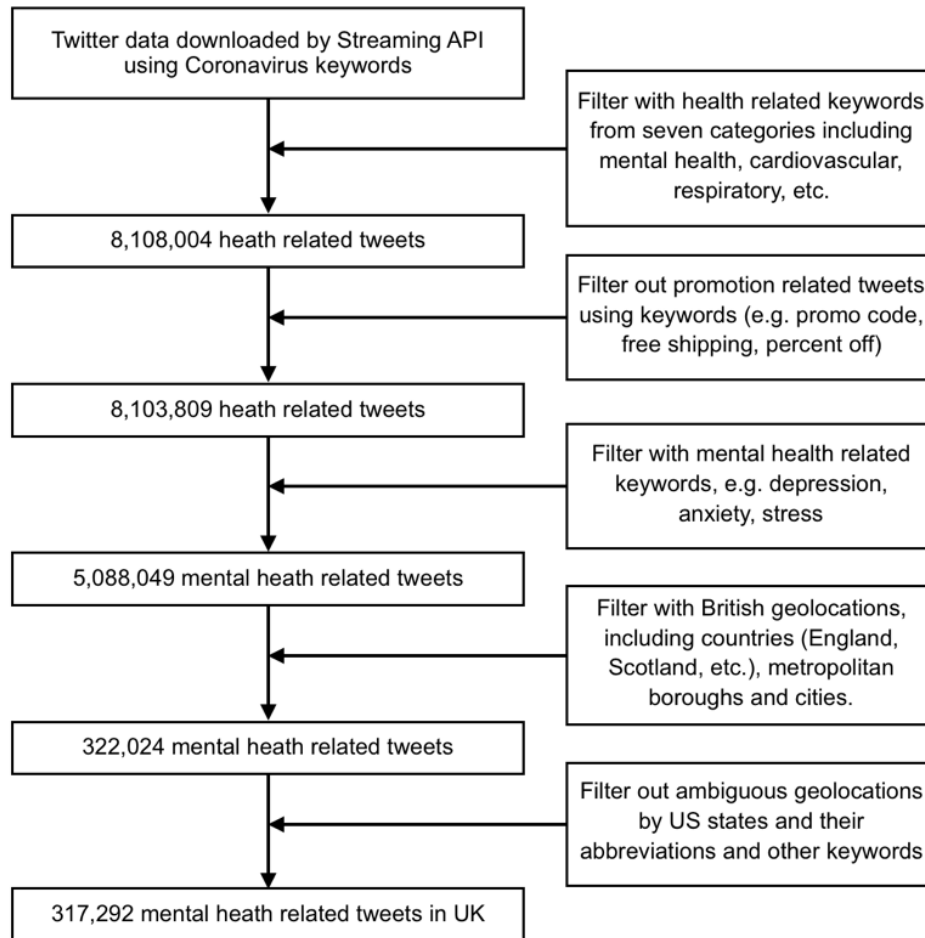 Twitter data downloaded by Streaming API
using Coronavirus keywords
Filter with health related keywords
from seven categories including
mental health, cardiovascular,
respiratory, etc.
8,108,004 heath related tweets
Filter out promotion related tweets
using keywords (e.g. promo code,
free shipping, percent off)
8,103,809 heath related tweets
Filter with mental health related
keywords, e.g. depression,
anxiety, stress
5,088,049 mental heath related tweets
Filter with British geolocations,
including countries (England,
Scotland, etc.), metropolitan
boroughs and cities.
322,024 mental heath related tweets
Filter out ambiguous geolocations
by US states and their
abbreviations and other keywords
317,292 mental heath related tweets in UK